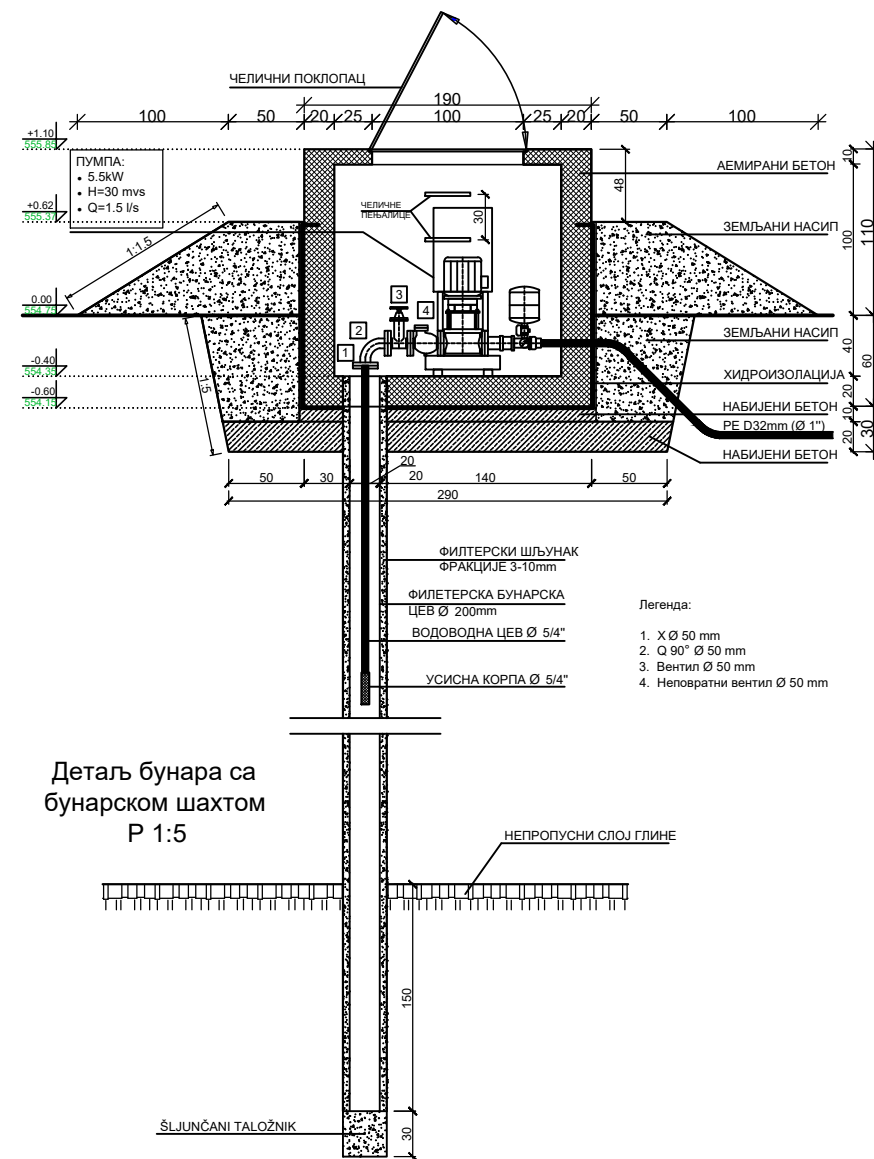 ЧЕЛИЧНИ ПОКЛОПАЦ
190
100 50 20 25 100 25 20 50 100
+1.10
555.85
ПУМПА:
• 5.5kW
• H=30 mvs
• Q=1.5 l/s
10
АЕМИРАНИ БЕТОН
48
+0.62
555.37
ЧЕЛИЧНЕ
ПЕЊАЛИЦЕ
30
ЗЕМЉАНИ НАСИП
100
110
1:1.5
3
4
2
1
0.00
554.75
ЗЕМЉАНИ НАСИП
40
60
-0.40
554.35
ХИДРОИЗОЛАЦИЈА
20
-0.60
554.15
1:5
НАБИЈЕНИ БЕТОН
10
PE D32mm (Ø 1")
30
20
НАБИЈЕНИ БЕТОН
20
50 30 20 140 50
290
ФИЛТЕРСКИ ШЉУНАК
ФРАКЦИЈЕ 3-10mm
ФИЛЕТЕРСКА БУНАРСКА
ЦЕВ Ø 200mm
ВОДОВОДНА ЦЕВ Ø 5/4"
УСИСНА КОРПА Ø 5/4"
Легенда:
1. X Ø 50 mm
2. Q 90° Ø 50 mm
3. Вентил Ø 50 mm
4. Неповратни вентил Ø 50 mm
Детаљ бунара са
бунарском шахтом
Р 1:5
НЕПРОПУСНИ СЛОЈ ГЛИНЕ
150
ŠLJUNČANI TALOŽNIK
30